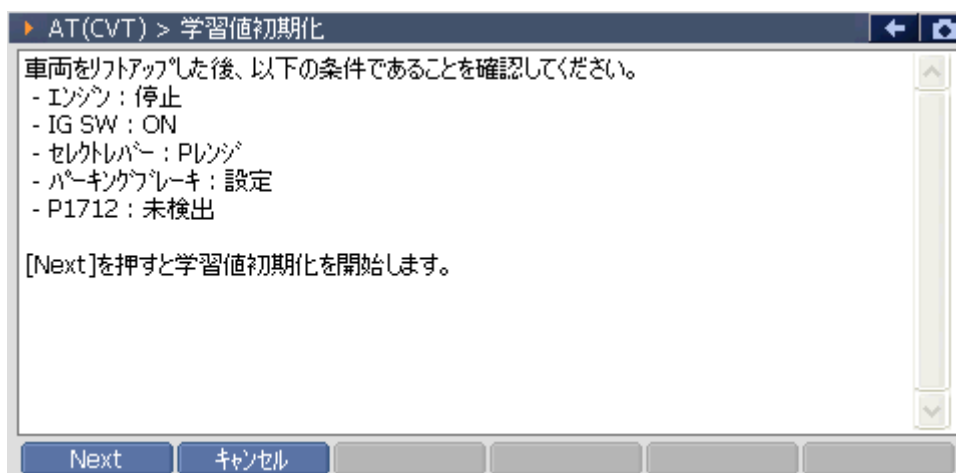 AT(CVT) > 学習値初期化
車両をﾘﾌﾄｱｯﾌﾟした後、以下の条件であることを確認してください。
- ｴﾝｼﾞﾝ : 停止
- IG SW : ON
- ｾﾚｸﾄﾚﾊﾞｰ : Pﾚﾝｼﾞ
- ﾊﾟｰｷﾝｸﾞﾌﾞﾚｰｷ : 設定
- P1712 : 未検出
[Next]を押すと学習値初期化を開始します。
Next ｷｬﾝｾﾙ